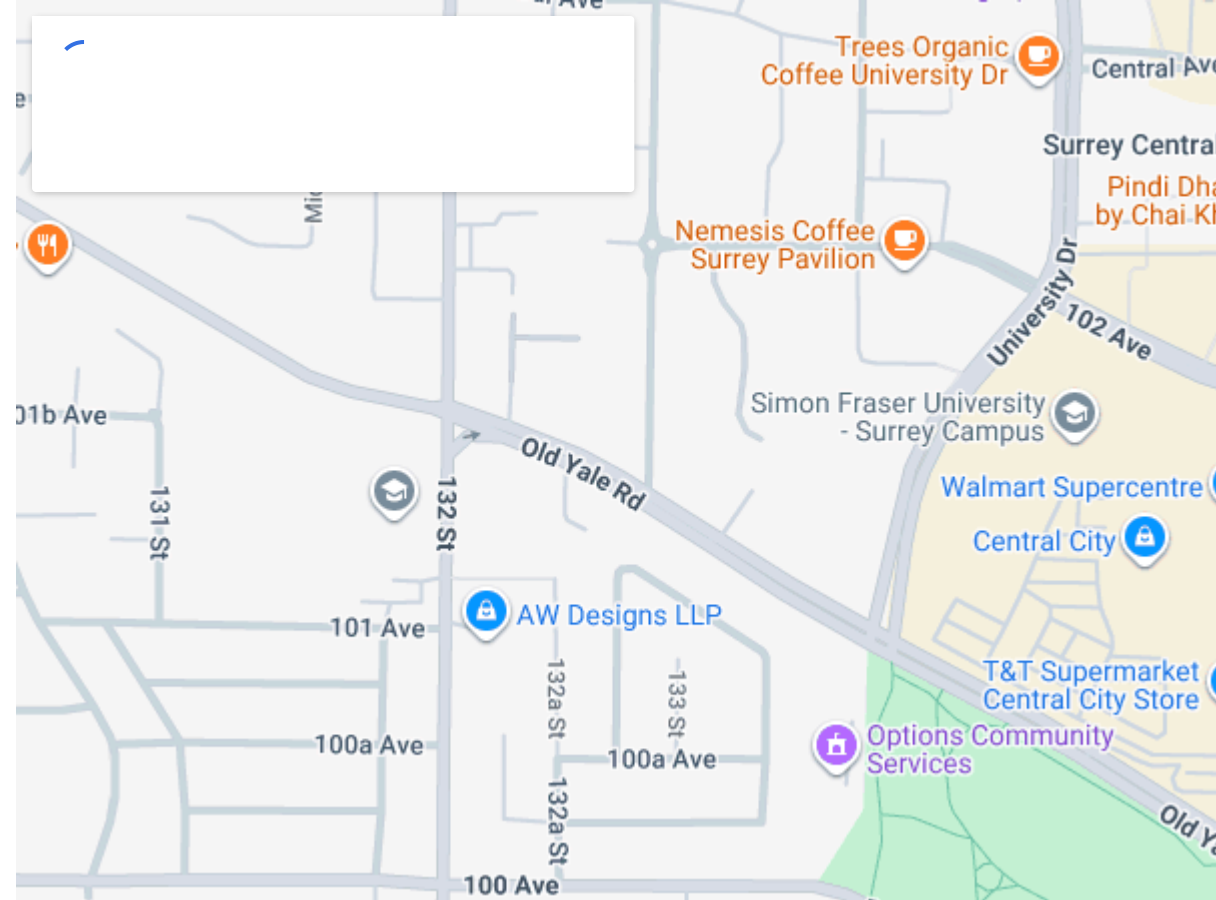 Trees Organic
Coffee University Dr
Central Ave
Surrey Central
Pindi Dha
by Chai Kh
Nemesis Coffee
Surrey Pavilion
University Dr
102 Ave
Simon Fraser University
- Surrey Campus
01b Ave
Old Yale Rd
Walmart Supercentre
131 St
132 St
Central City
AW Designs LLP
101 Ave
132a St
133 St
T&T Supermarket
Central City Store
100a Ave
Options Community
Services
100a Ave
132a St
Old Ya
100 Ave